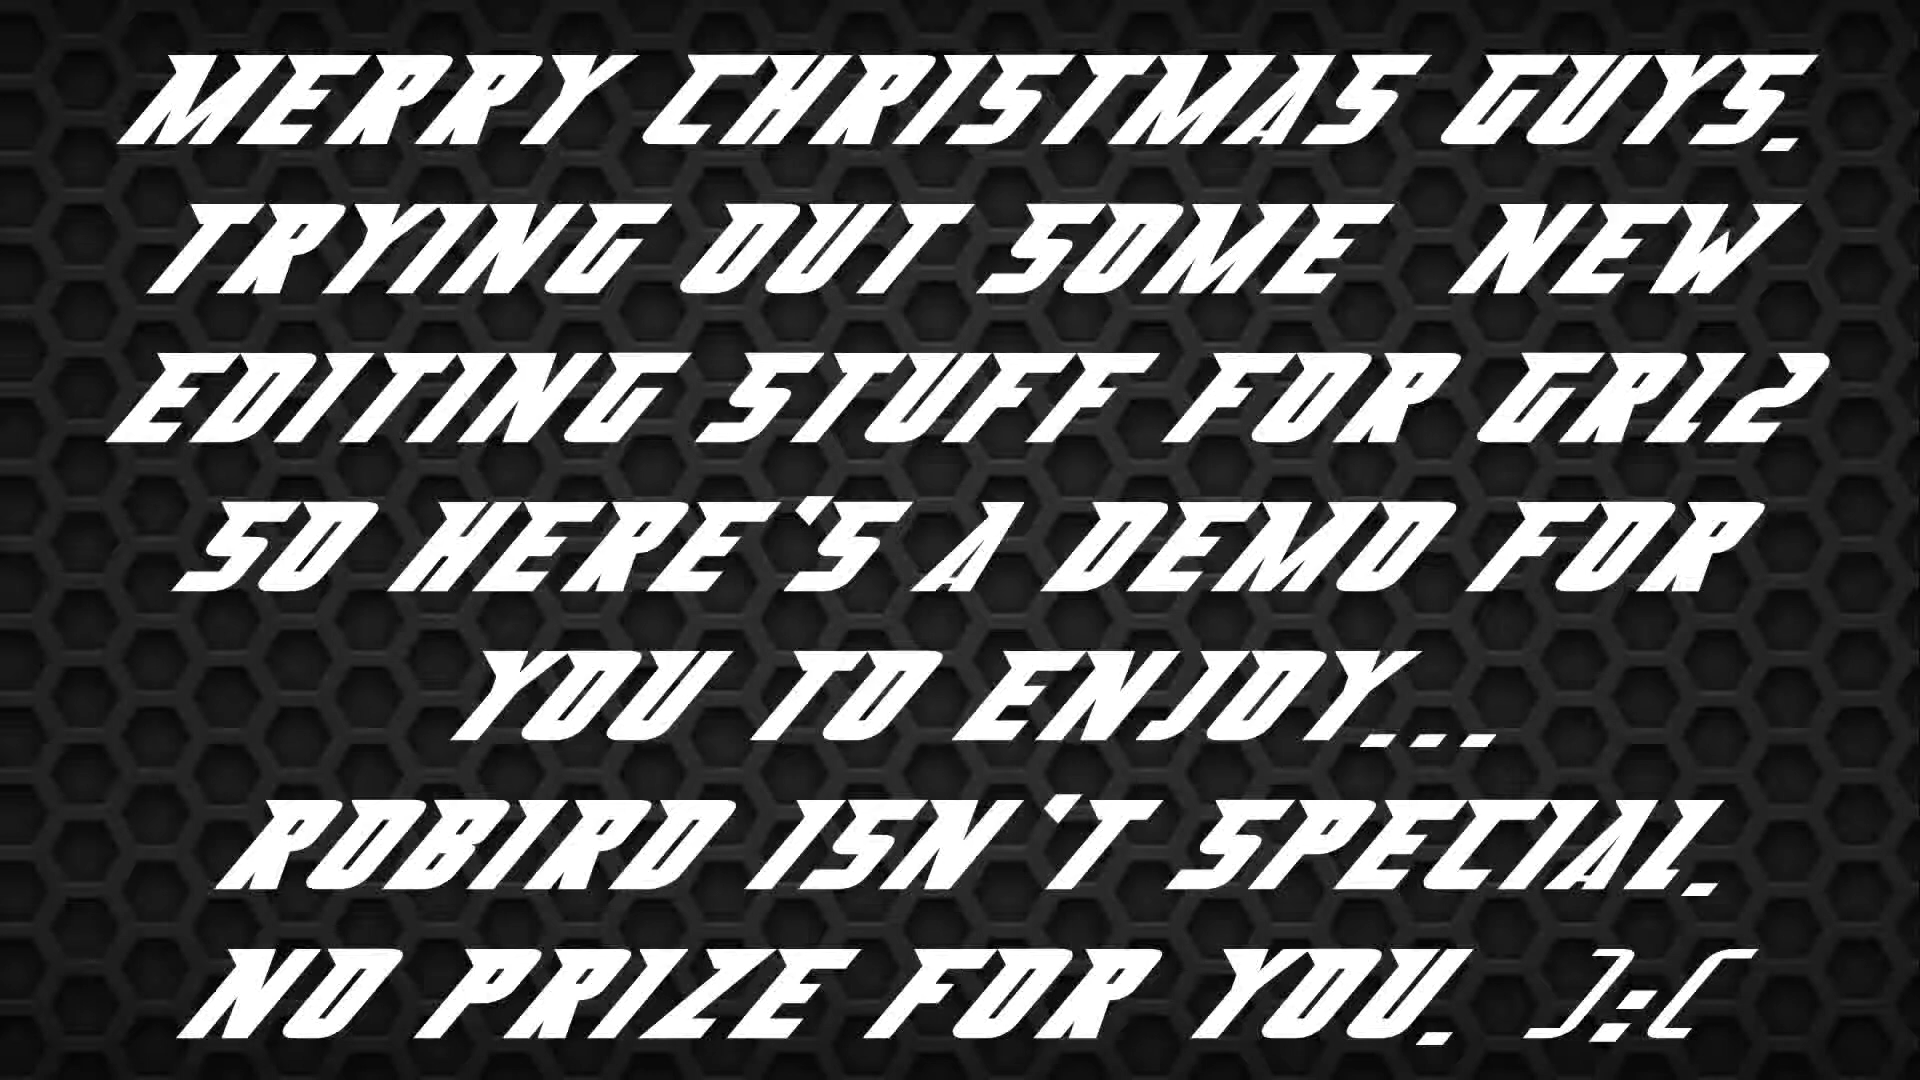 MERRY CHRISTMAS GUYS.
TRYING OUT SOME NEW
EDITING STUFF FOR GRL2
SO HERE'S A DEMO FOR
YOU TO ENJOY...
ROBIRD ISN'T SPECIAL.
NO PRIZE FOR YOU. }:(